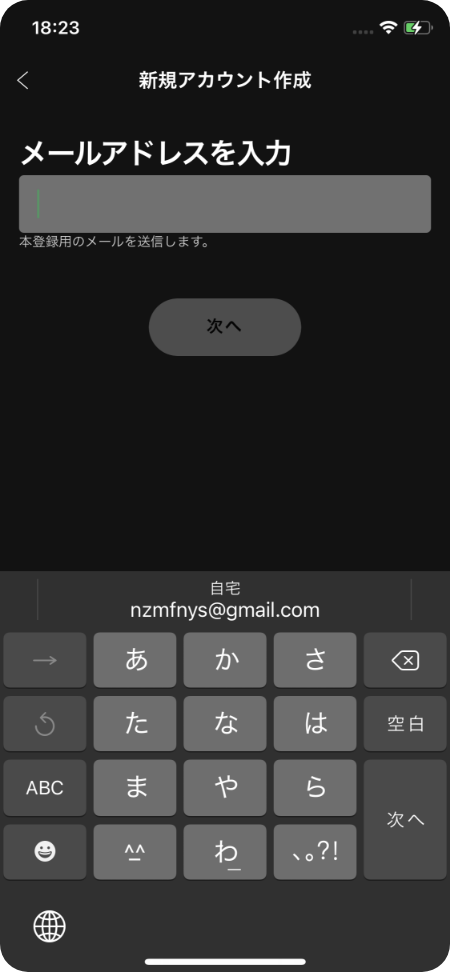 18:23
新規アカウント作成
メールアドレスを入力
本登録用のメールを送信します。
次へ
自宅
nzmfnys@gmail.com
→ あ か さ
た な は 空白
ABC ま や ら 次へ
^_^ わ_ 、。?!